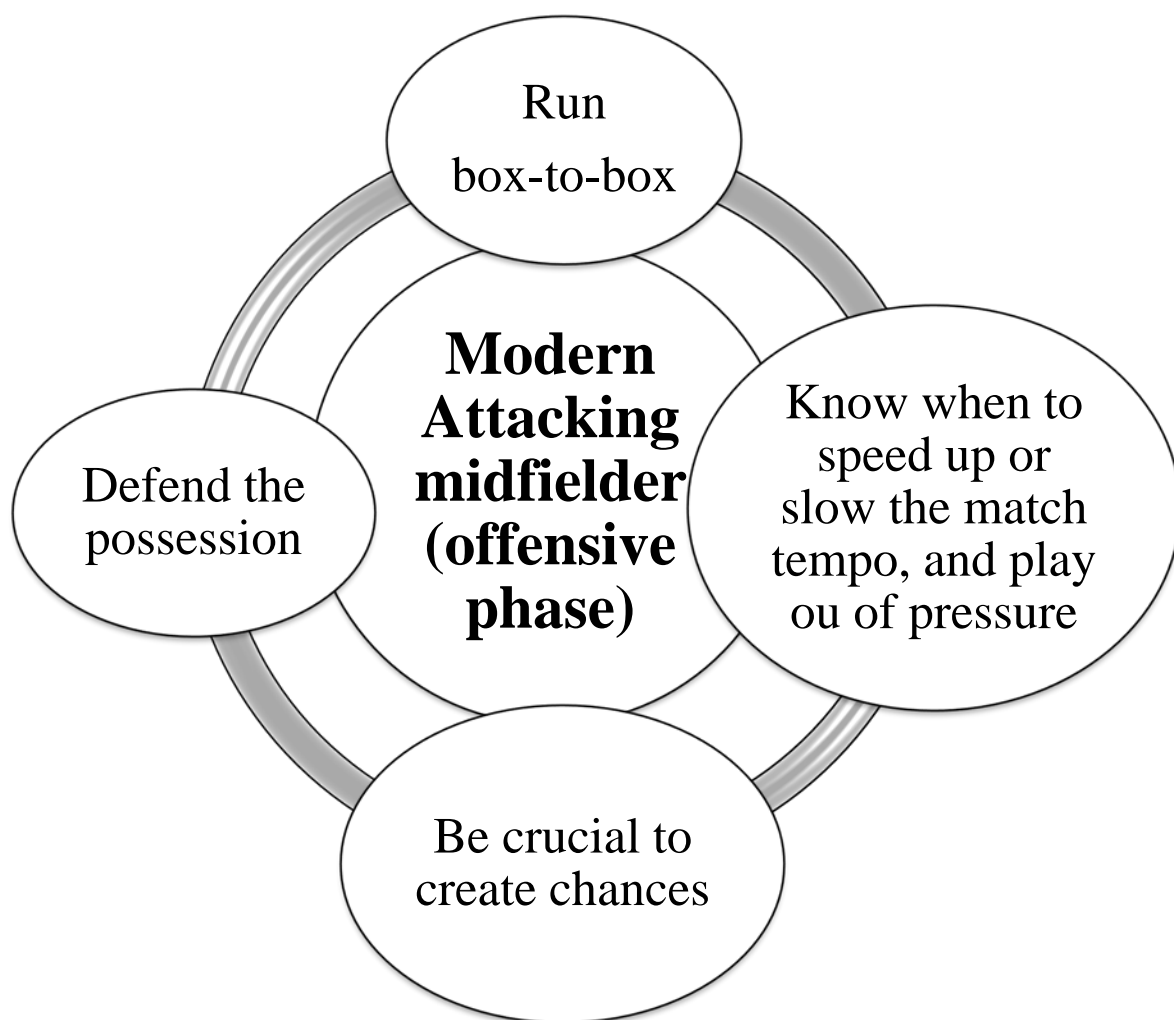 Run
box-to-box
Modern
Attacking
midfielder
(offensive
phase)
Know when to
speed up or
slow the match
tempo, and play
ou of pressure
Defend the
possession
Be crucial to
create chances